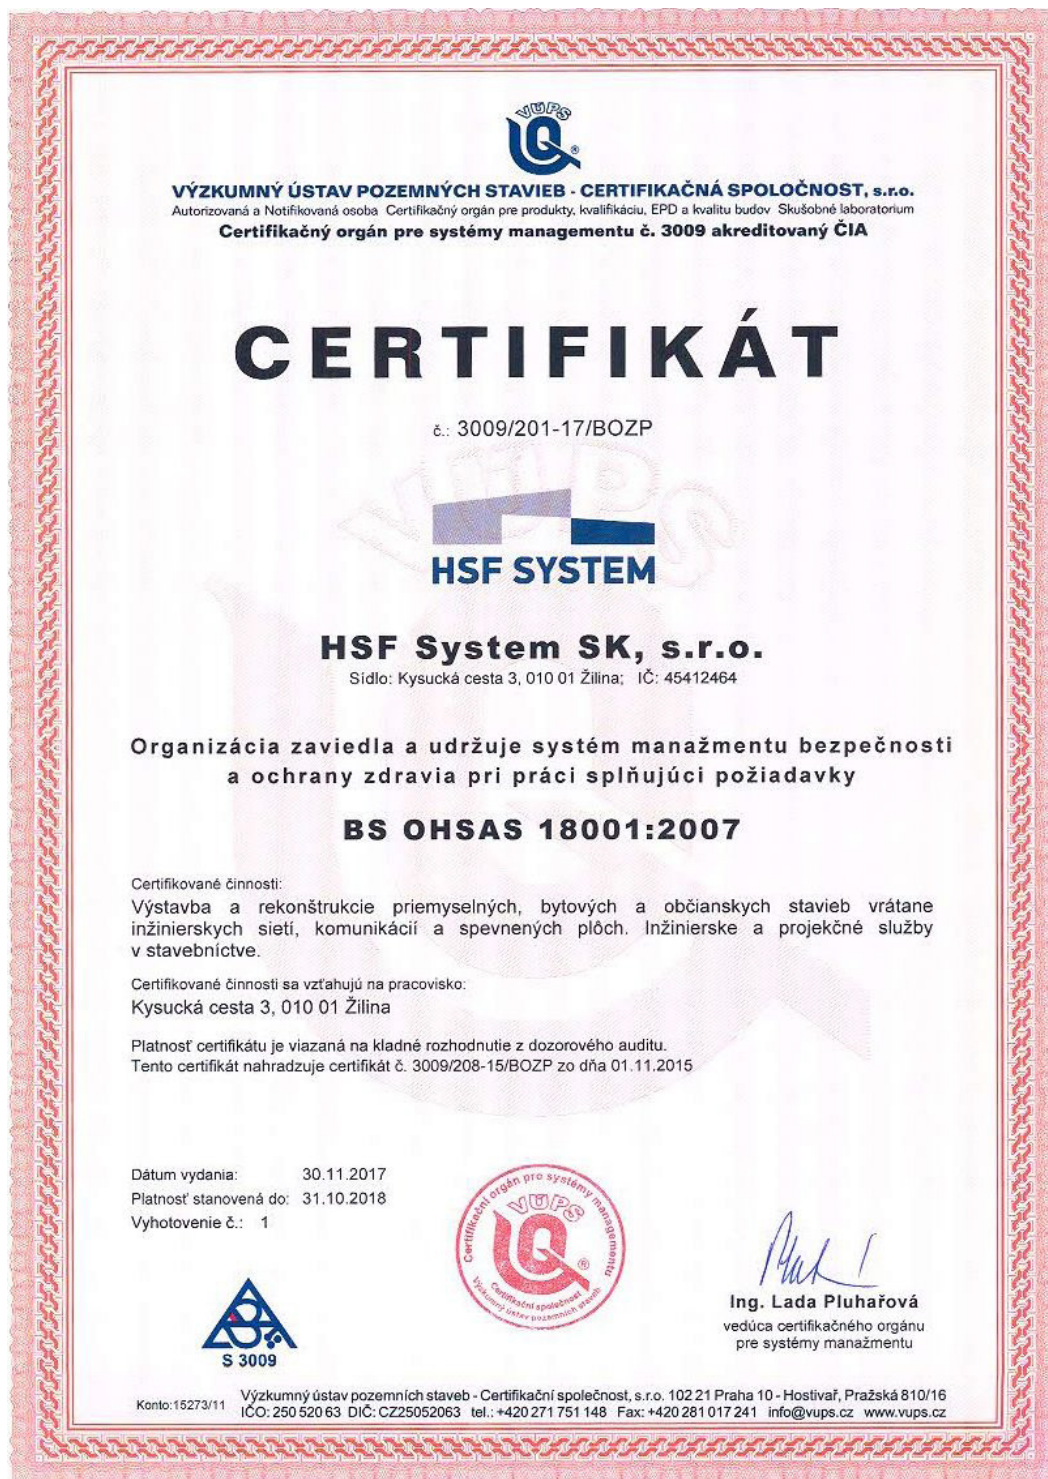 VÚPS
VÝZKUMNÝ ÚSTAV POZEMNÝCH STAVIEB - CERTIFIKAČNÁ SPOLOČNOST, s.r.o.
Autorizovaná a Notifikovaná osoba Certifikačný orgán pre produkty, kvalifikáciu, EPD a kvalitu budov Skušobné laboratorium
Certifikačný orgán pre systémy managementu č. 3009 akreditovaný ČIA
CERTIFIKÁT
č.: 3009/201-17/BOZP
HSF SYSTEM
HSF System SK, s.r.o.
Sídlo: Kysucká cesta 3, 010 01 Žilina; IČ: 45412464
Organizácia zaviedla a udržuje systém manažmentu bezpečnosti
a ochrany zdravia pri práci splňujúci požiadavky
BS OHSAS 18001:2007
Certifikované činnosti:
Výstavba a rekonštrukcie priemyselných, bytových a občianskych stavieb vrátane
inžinierskych sietí, komunikácií a spevnených plôch. Inžinierske a projekčné služby
v stavebníctve.
Certifikované činnosti sa vzťahujú na pracovisko:
Kysucká cesta 3, 010 01 Žilina
Platnosť certifikátu je viazaná na kladné rozhodnutie z dozorového auditu.
Tento certifikát nahradzuje certifikát č. 3009/208-15/BOZP zo dňa 01.11.2015
Dátum vydania: 30.11.2017
Platnosť stanovená do: 31.10.2018
Vyhotovenie č.: 1
Certifikační orgán pro systémy managementu
VÚPS
Certifikační společnost
Výzkumný ústav pozemních staveb
S 3009
Ing. Lada Pluhařová
vedúca certifikačného orgánu
pre systémy manažmentu
Konto:15273/11
Výzkumný ústav pozemních staveb - Certifikační společnost, s.r.o. 102 21 Praha 10 - Hostivař, Pražská 810/16
IČO: 250 520 63 DIČ: CZ25052063 tel.: +420 271 751 148 Fax: +420 281 017 241 info@vups.cz www.vups.cz